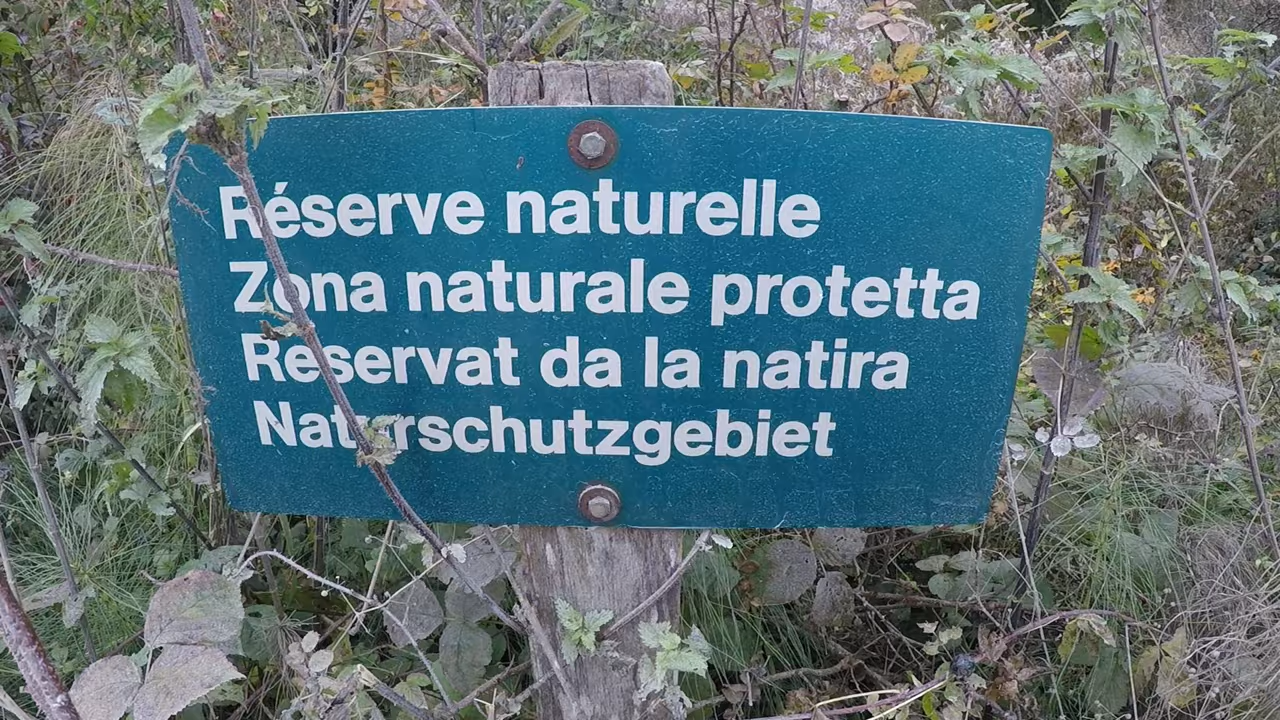 Réserve naturelle
Zona naturale protetta
Reservat da la natira
Naturschutzgebiet